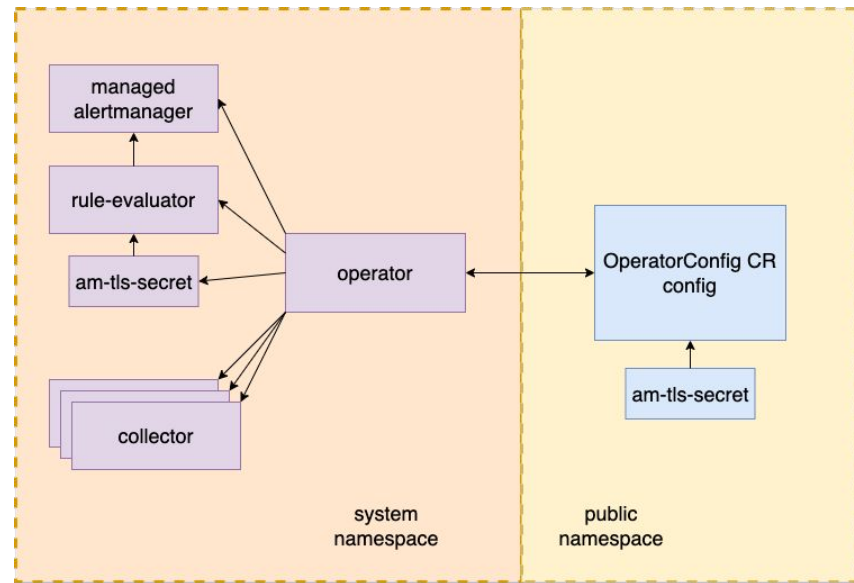 managed
alertmanager
rule-evaluator
am-tls-secret
operator
collector
system
namespace
OperatorConfig CR
config
am-tls-secret
public
namespace